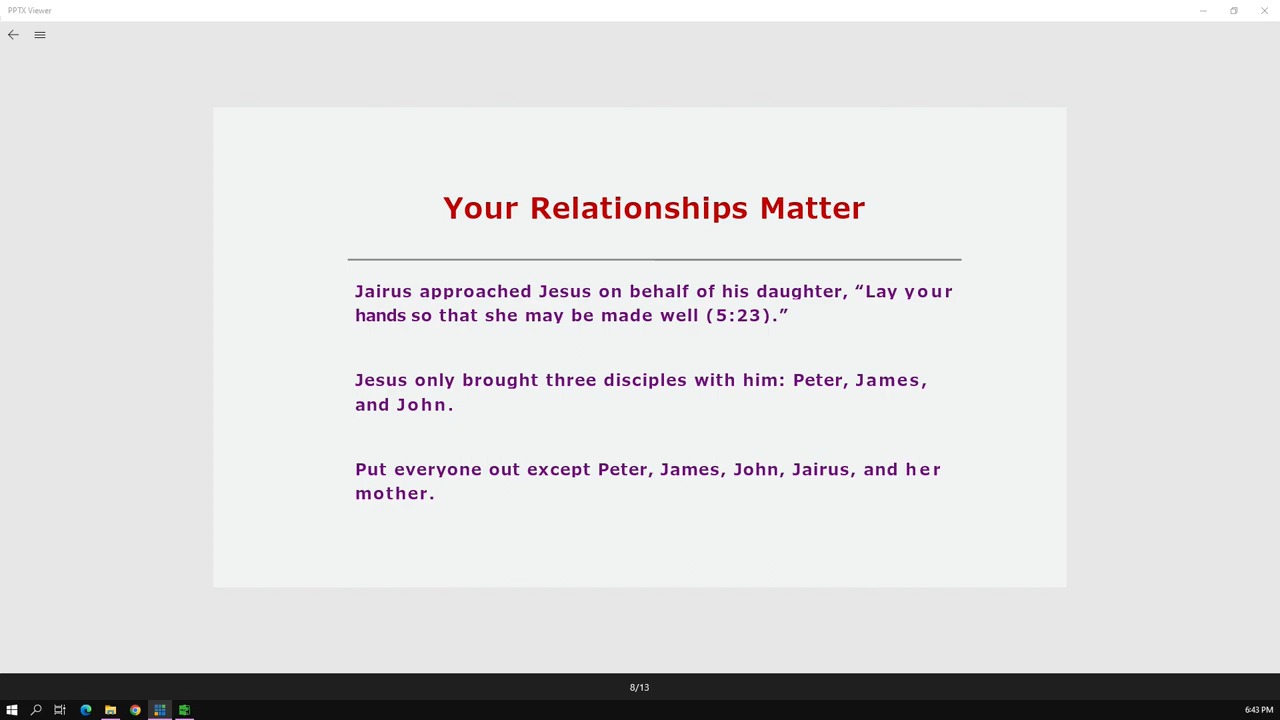 PPTX Viewer
Your Relationships Matter
Jairus approached Jesus on behalf of his daughter, “Lay your
hands so that she may be made well (5:23).”
Jesus only brought three disciples with him: Peter, James,
and John.
Put everyone out except Peter, James, John, Jairus, and her
mother.
8/13
6:43 PM